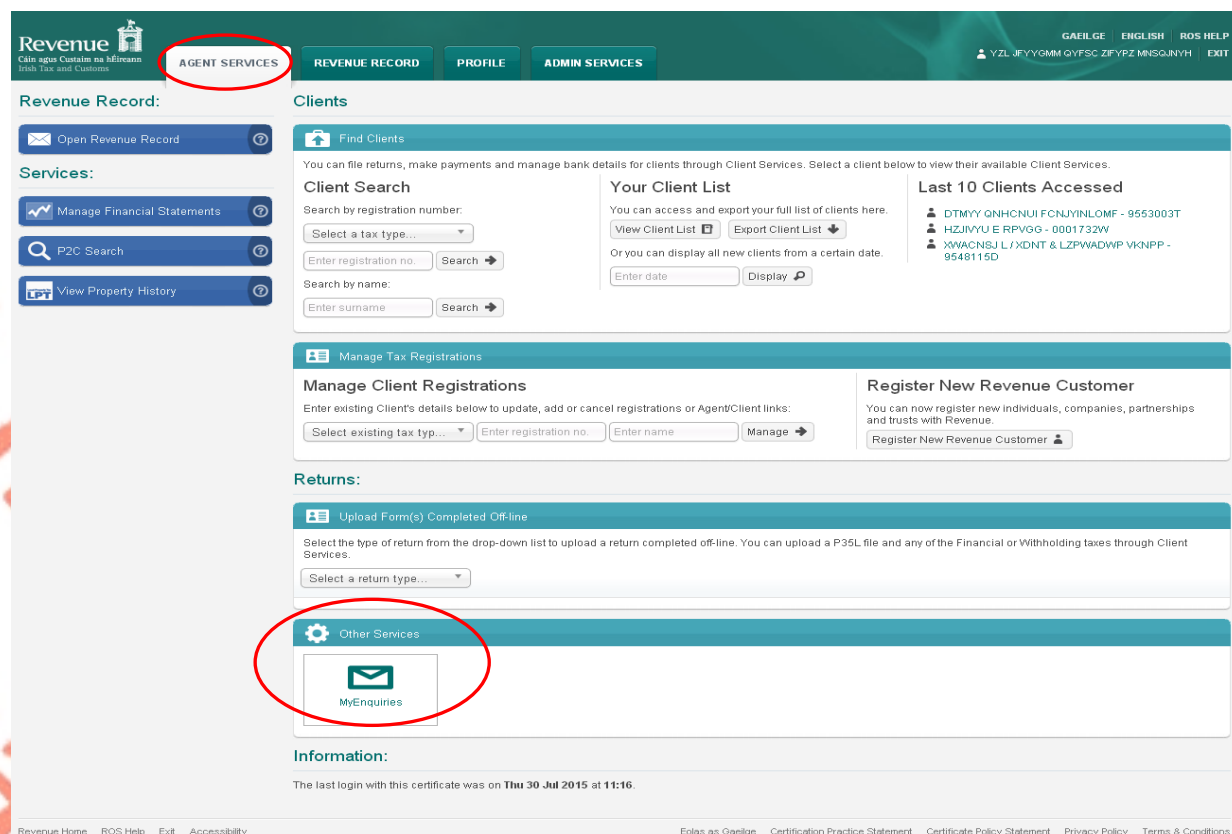 Revenue
Cáin agus Custaim na hÉireann
Irish Tax and Customs
AGENT SERVICES
REVENUE RECORD
PROFILE
ADMIN SERVICES
GAEILGE ENGLISH ROS HELP
YZL JFYYGMM QYFSC ZIFYPZ MNSQJNYH EXIT
Revenue Record:
Open Revenue Record
Services:
Manage Financial Statements
P2C Search
LPT View Property History
Clients
Find Clients
You can file returns, make payments and manage bank details for clients through Client Services. Select a client below to view their available Client Services.
Client Search
Search by registration number:
Select a tax type...
Enter registration no. Search
Search by name:
Enter surname Search
Your Client List
You can access and export your full list of clients here.
View Client List Export Client List
Or you can display all new clients from a certain date.
Enter date Display
Last 10 Clients Accessed
DTMYY QNHCNUI FCNJYINLOMF - 9553003T
HZJIVYU E RPVGG - 0001732W
XWACNSJ L / XDNT & LZPWADWP VKNPP -
9548115D
Manage Tax Registrations
Manage Client Registrations
Enter existing Client's details below to update, add or cancel registrations or Agent/Client links:
Select existing tax typ... Enter registration no. Enter name Manage
Register New Revenue Customer
You can now register new individuals, companies, partnerships
and trusts with Revenue.
Register New Revenue Customer
Returns:
Upload Form(s) Completed Off-line
Select the type of return from the drop-down list to upload a return completed off-line. You can upload a P35L file and any of the Financial or Withholding taxes through Client
Services.
Select a return type...
Other Services
MyEnquiries
Information:
The last login with this certificate was on Thu 30 Jul 2015 at 11:16.
Revenue Home ROS Help Exit Accessibility
Eolas as Gaeilge Certification Practice Statement Certificate Policy Statement Privacy Policy Terms & Conditions